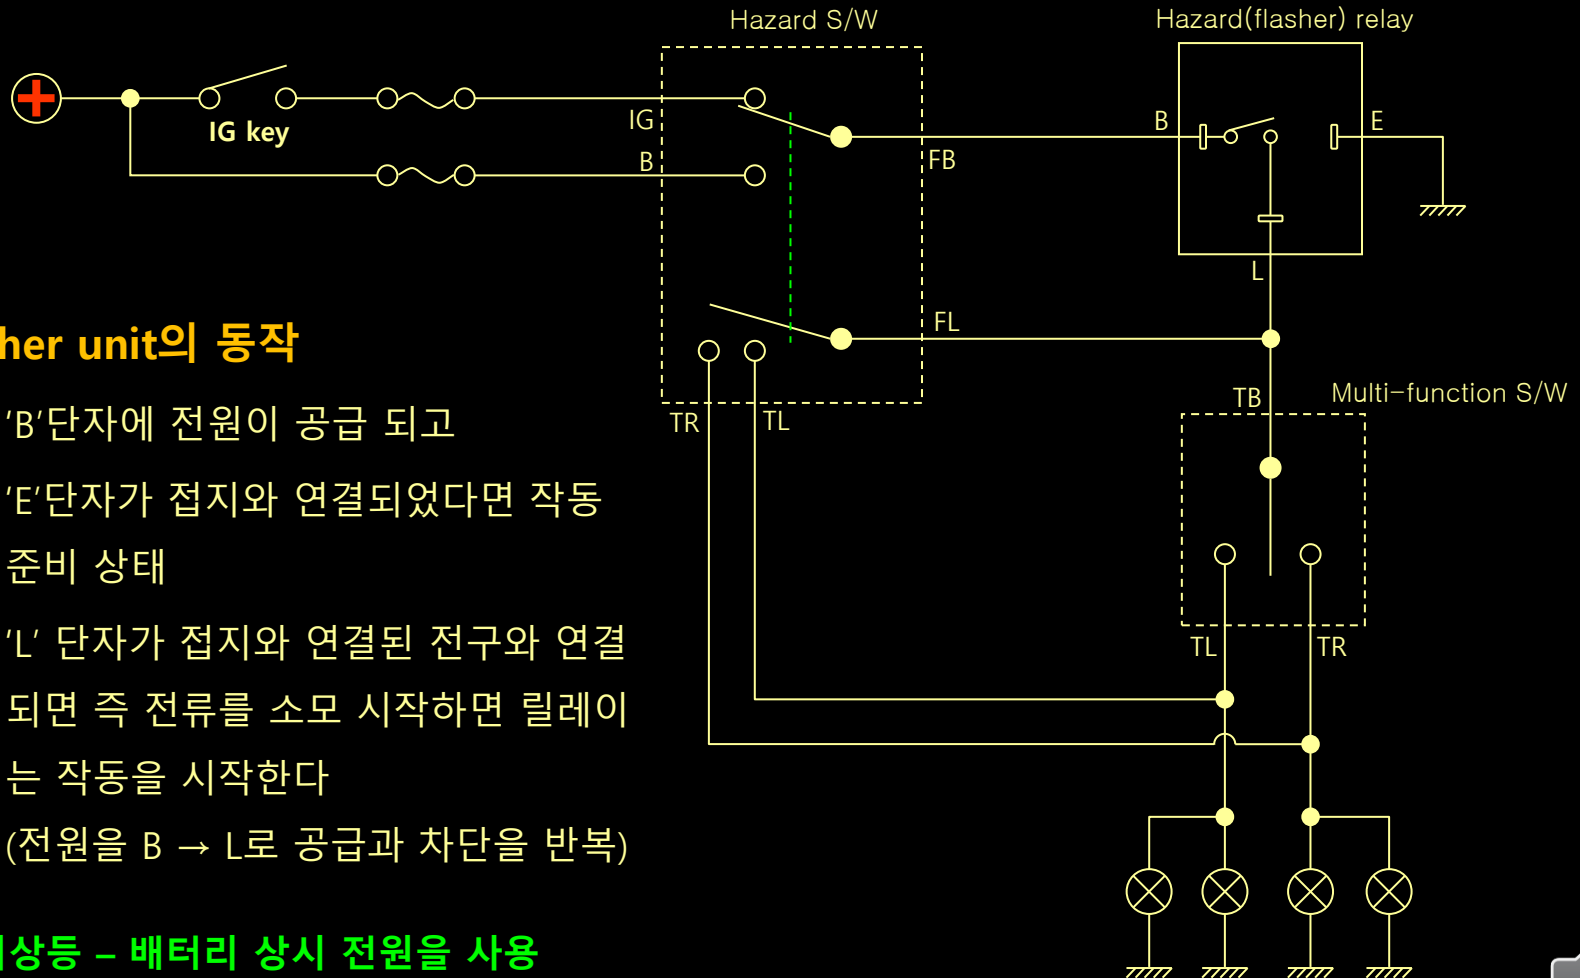 Hazard S/W
Hazard(flasher) relay
IG key
IG
B
FB
B
E
L
FL
TR
TL
TB
Multi-function S/W
TL
TR
unit의 동작
'B'단자에 전원이 공급 되고
'E'단자가 접지와 연결되었다면 작동
준비 상태
'L' 단자가 접지와 연결된 전구와 연결
되면 즉 전류를 소모 시작하면 릴레이
는 작동을 시작한다
(전원을 B → L로 공급과 차단을 반복)
– 배터리 상시 전원을 사용